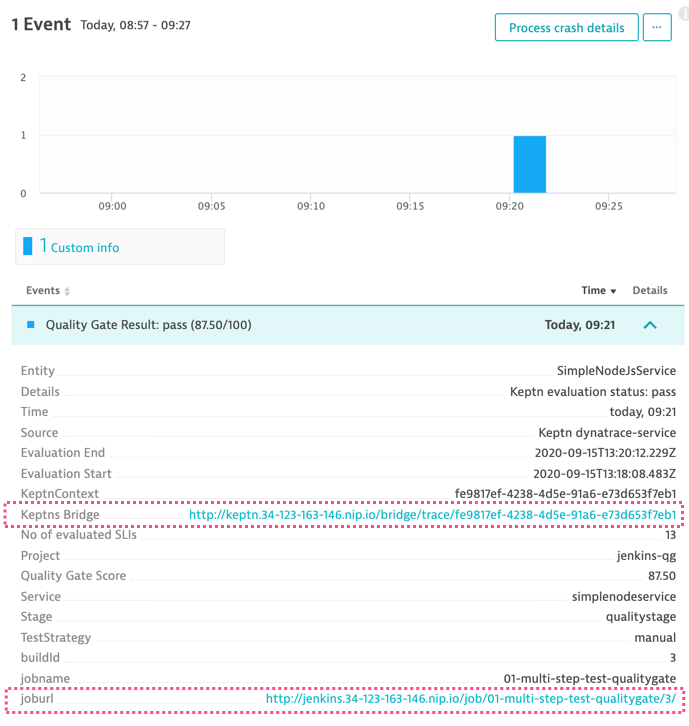 1 Event Today, 08:57 - 09:27
Process crash details
...
2
1
0
09:00 09:05 09:10 09:15 09:20 09:25
1 Custom info
Events Time Details
Quality Gate Result: pass (87.50/100) Today, 09:21
Entity SimpleNodeJsService
Details Keptn evaluation status: pass
Time today, 09:21
Source Keptn dynatrace-service
Evaluation End 2020-09-15T13:20:12.229Z
Evaluation Start 2020-09-15T13:18:08.483Z
KeptnContext fe9817ef-4238-4d5e-91a6-e73d653f7eb1
Keptns Bridge http://keptn.34-123-163-146.nip.io/bridge/trace/fe9817ef-4238-4d5e-91a6-e73d653f7eb1
No of evaluated SLIs 13
Project jenkins-qg
Quality Gate Score 87.50
Service simplenodeservice
Stage qualitystage
TestStrategy manual
buildId 3
jobname 01-multi-step-test-qualitygate
joburl http://jenkins.34-123-163-146.nip.io/job/01-multi-step-test-qualitygate/3/